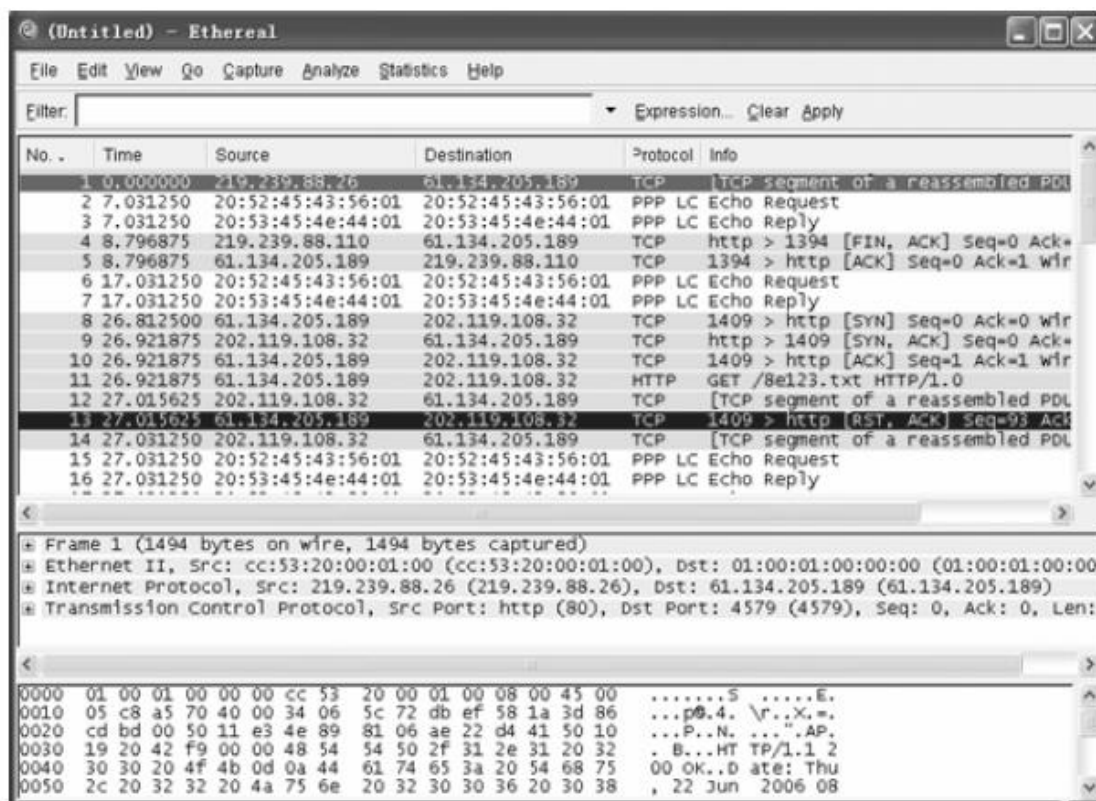 (Untitled) - Ethereal
File Edit View Go Capture Analyze Statistics Help
Filter: Expression... Clear Apply
No. . Time Source Destination Protocol Info
1 0.000000 219.239.88.26 61.134.205.189 TCP [TCP segment of a reassembled PDU
2 7.031250 20:52:45:43:56:01 20:52:45:43:56:01 PPP LC Echo Request
3 7.031250 20:53:45:4e:44:01 20:53:45:4e:44:01 PPP LC Echo Reply
4 8.796875 219.239.88.110 61.134.205.189 TCP http > 1394 [FIN, ACK] Seq=0 Ack=
5 8.796875 61.134.205.189 219.239.88.110 TCP 1394 > http [ACK] Seq=0 Ack=1 Win
6 17.031250 20:52:45:43:56:01 20:52:45:43:56:01 PPP LC Echo Request
7 17.031250 20:53:45:4e:44:01 20:53:45:4e:44:01 PPP LC Echo Reply
8 26.812500 61.134.205.189 202.119.108.32 TCP 1409 > http [SYN] Seq=0 Ack=0 Win
9 26.921875 202.119.108.32 61.134.205.189 TCP http > 1409 [SYN, ACK] Seq=0 Ack=
10 26.921875 61.134.205.189 202.119.108.32 TCP 1409 > http [ACK] Seq=1 Ack=1 Win
11 26.921875 61.134.205.189 202.119.108.32 HTTP GET /8e123.txt HTTP/1.0
12 27.015625 202.119.108.32 61.134.205.189 TCP [TCP segment of a reassembled PDU
13 27.015625 61.134.205.189 202.119.108.32 TCP 1409 > http [RST, ACK] Seq=93 Ack
14 27.031250 202.119.108.32 61.134.205.189 TCP [TCP segment of a reassembled PDU
15 27.031250 20:52:45:43:56:01 20:52:45:43:56:01 PPP LC Echo Request
16 27.031250 20:53:45:4e:44:01 20:53:45:4e:44:01 PPP LC Echo Reply
Frame 1 (1494 bytes on wire, 1494 bytes captured)
Ethernet II, Src: cc:53:20:00:01:00 (cc:53:20:00:01:00), Dst: 01:00:01:00:00:00 (01:00:01:00:00:00
Internet Protocol, Src: 219.239.88.26 (219.239.88.26), Dst: 61.134.205.189 (61.134.205.189)
Transmission Control Protocol, Src Port: http (80), Dst Port: 4579 (4579), Seq: 0, Ack: 0, Len:
0000 01 00 01 00 00 00 cc 53 20 00 01 00 08 00 45 00 .......S .....E.
0010 05 c8 a5 70 40 00 34 06 5c 72 db ef 58 1a 3d 86 ...p@.4. \r..X.=.
0020 cd bd 00 50 11 e3 4e 89 81 06 ae 22 d4 41 50 10 ...P..N. ...".AP.
0030 19 20 42 f9 00 00 48 54 54 50 2f 31 2e 31 20 32 . B...HT TP/1.1 2
0040 30 30 20 4f 4b 0d 0a 44 61 74 65 3a 20 54 68 75 00 OK..D ate: Thu
0050 2c 20 32 32 20 4a 75 6e 20 32 30 30 36 20 30 38 , 22 Jun 2006 08